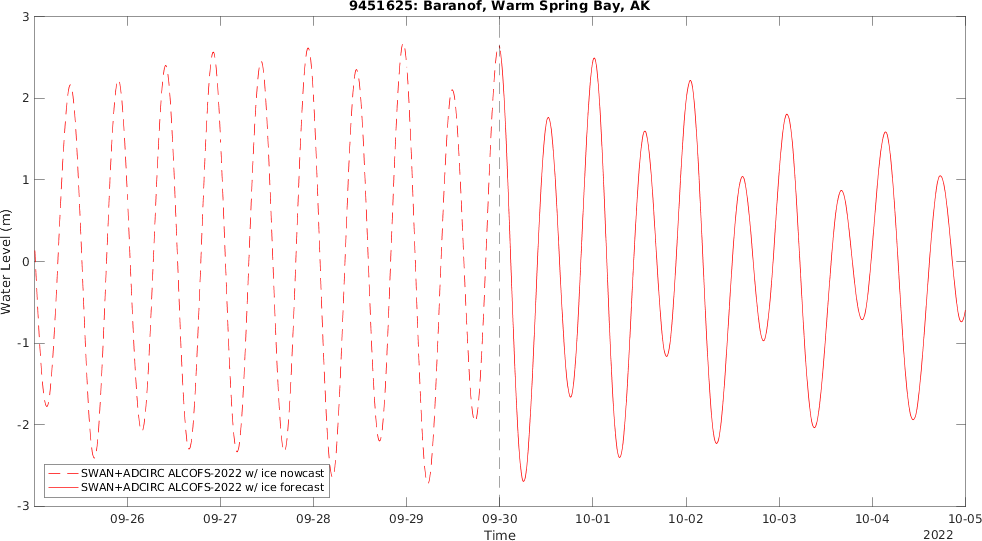 9451625: Baranof, Warm Spring Bay, AK
3
2
1
0
-1
-2
-3
Water Level (m)
SWAN+ADCIRC ALCOFS-2022 w/ ice nowcast
SWAN+ADCIRC ALCOFS-2022 w/ ice forecast
09-26 09-27 09-28 09-29 09-30 10-01 10-02 10-03 10-04 10-05
Time
2022